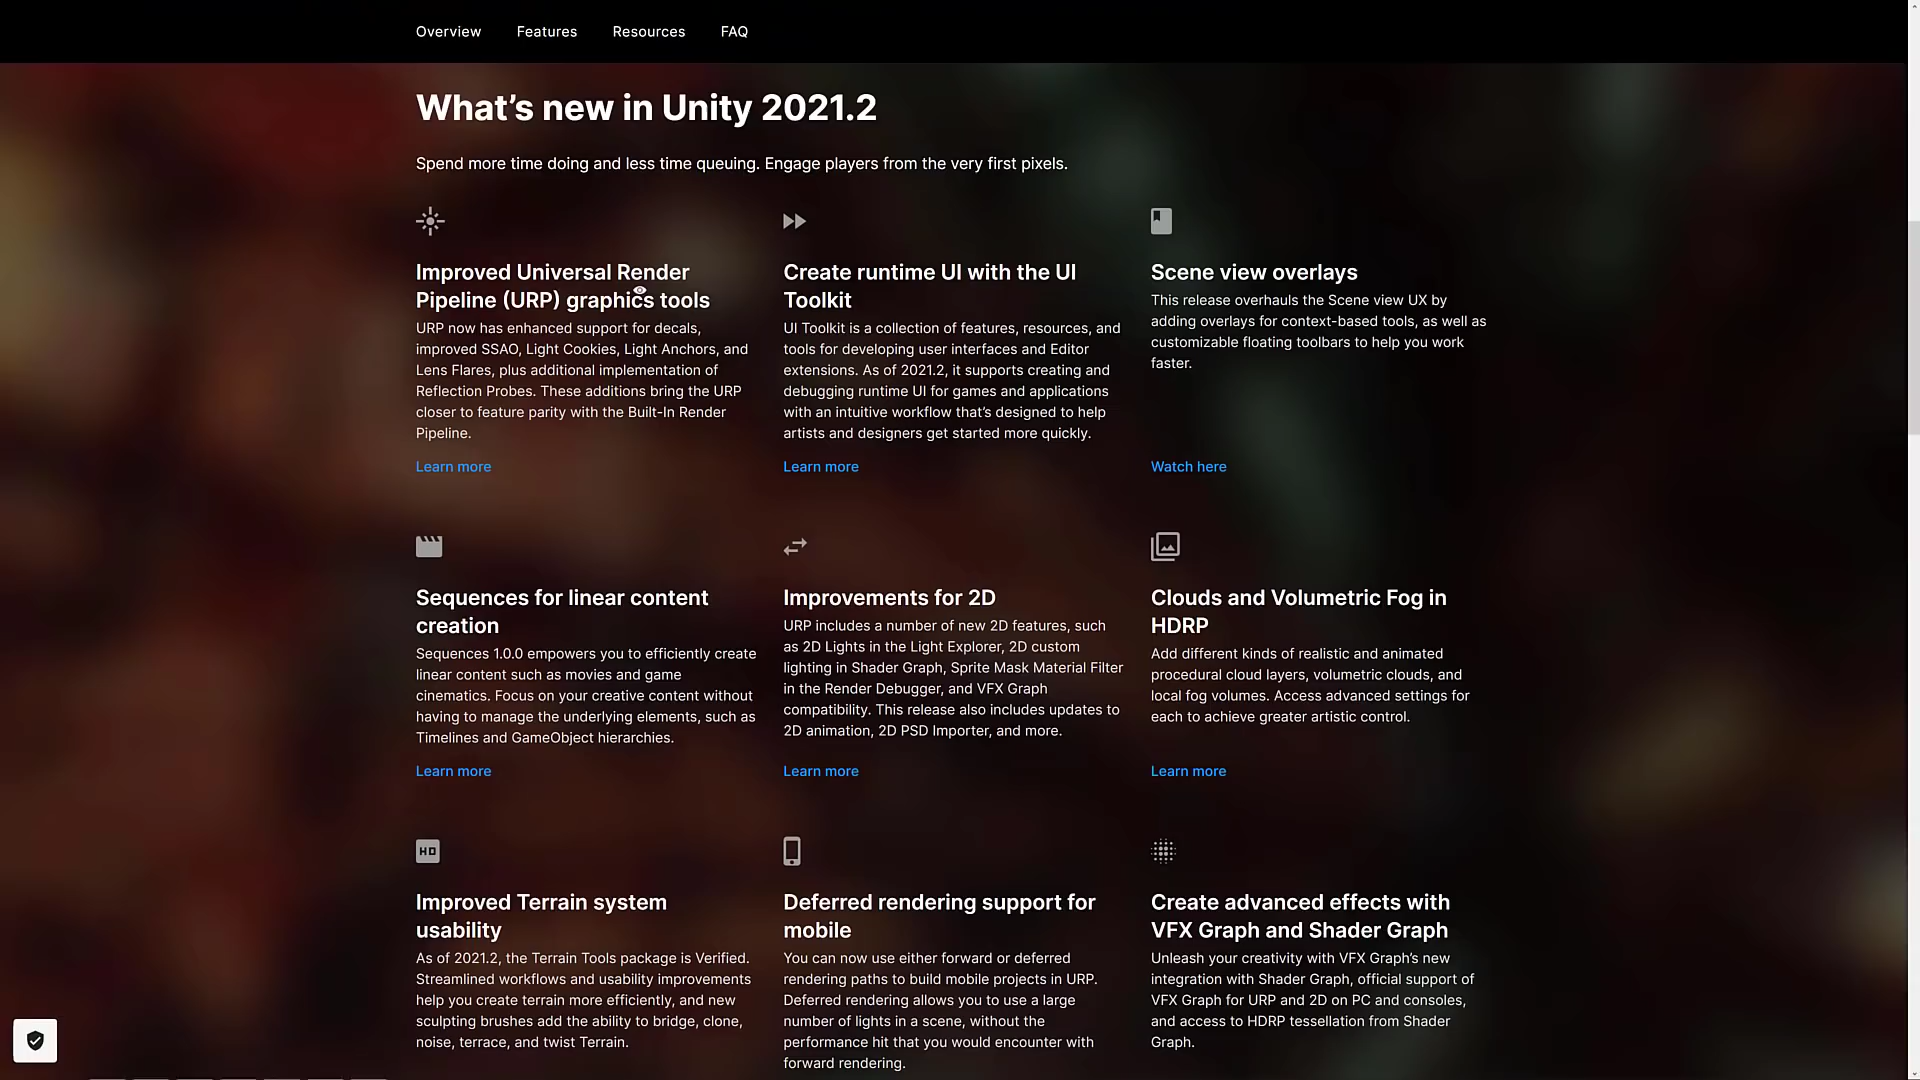 Overview Features Resources FAQ
What’s new in Unity 2021.2
Spend more time doing and less time queuing. Engage players from the very first pixels.
Improved Universal Render
Pipeline (URP) graphics tools
URP now has enhanced support for decals,
improved SSAO, Light Cookies, Light Anchors, and
Lens Flares, plus additional implementation of
Reflection Probes. These additions bring the URP
closer to feature parity with the Built-In Render
Pipeline.
Learn more
Create runtime UI with the UI
Toolkit
UI Toolkit is a collection of features, resources, and
tools for developing user interfaces and Editor
extensions. As of 2021.2, it supports creating and
debugging runtime UI for games and applications
with an intuitive workflow that’s designed to help
artists and designers get started more quickly.
Learn more
Scene view overlays
This release overhauls the Scene view UX by
adding overlays for context-based tools, as well as
customizable floating toolbars to help you work
faster.
Watch here
Sequences for linear content
creation
Sequences 1.0.0 empowers you to efficiently create
linear content such as movies and game
cinematics. Focus on your creative content without
having to manage the underlying elements, such as
Timelines and GameObject hierarchies.
Learn more
Improvements for 2D
URP includes a number of new 2D features, such
as 2D Lights in the Light Explorer, 2D custom
lighting in Shader Graph, Sprite Mask Material Filter
in the Render Debugger, and VFX Graph
compatibility. This release also includes updates to
2D animation, 2D PSD Importer, and more.
Learn more
Clouds and Volumetric Fog in
HDRP
Add different kinds of realistic and animated
procedural cloud layers, volumetric clouds, and
local fog volumes. Access advanced settings for
each to achieve greater artistic control.
Learn more
HD
Improved Terrain system
usability
As of 2021.2, the Terrain Tools package is Verified.
Streamlined workflows and usability improvements
help you create terrain more efficiently, and new
sculpting brushes add the ability to bridge, clone,
noise, terrace, and twist Terrain.
Deferred rendering support for
mobile
You can now use either forward or deferred
rendering paths to build mobile projects in URP.
Deferred rendering allows you to use a large
number of lights in a scene, without the
performance hit that you would encounter with
forward rendering.
Create advanced effects with
VFX Graph and Shader Graph
Unleash your creativity with VFX Graph’s new
integration with Shader Graph, official support of
VFX Graph for URP and 2D on PC and consoles,
and access to HDRP tessellation from Shader
Graph.